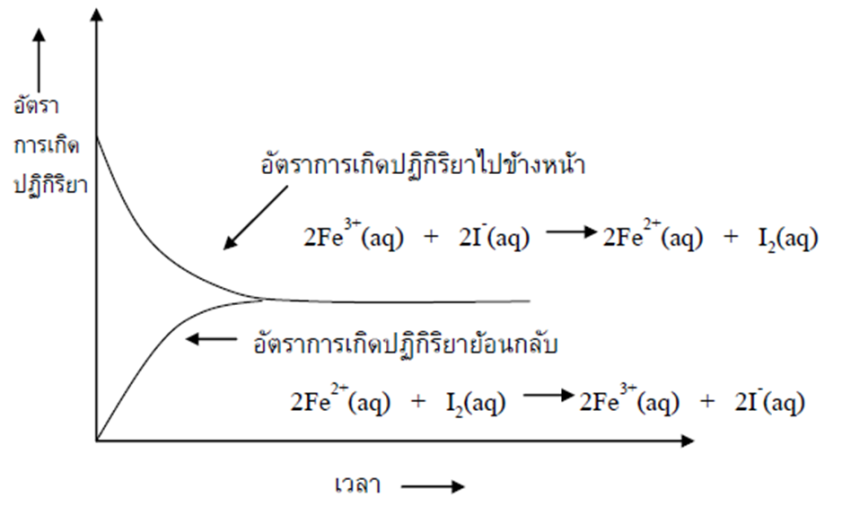 อัตรา
การเกิด
ปฏิกิริยา
อัตราการเกิดปฏิกิริยาไปข้างหน้า
2Fe³⁺(aq) + 2I⁻(aq) ⟶ 2Fe²⁺(aq) + I₂(aq)
อัตราการเกิดปฏิกิริยาย้อนกลับ
2Fe²⁺(aq) + I₂(aq) ⟶ 2Fe³⁺(aq) + 2I⁻(aq)
เวลา